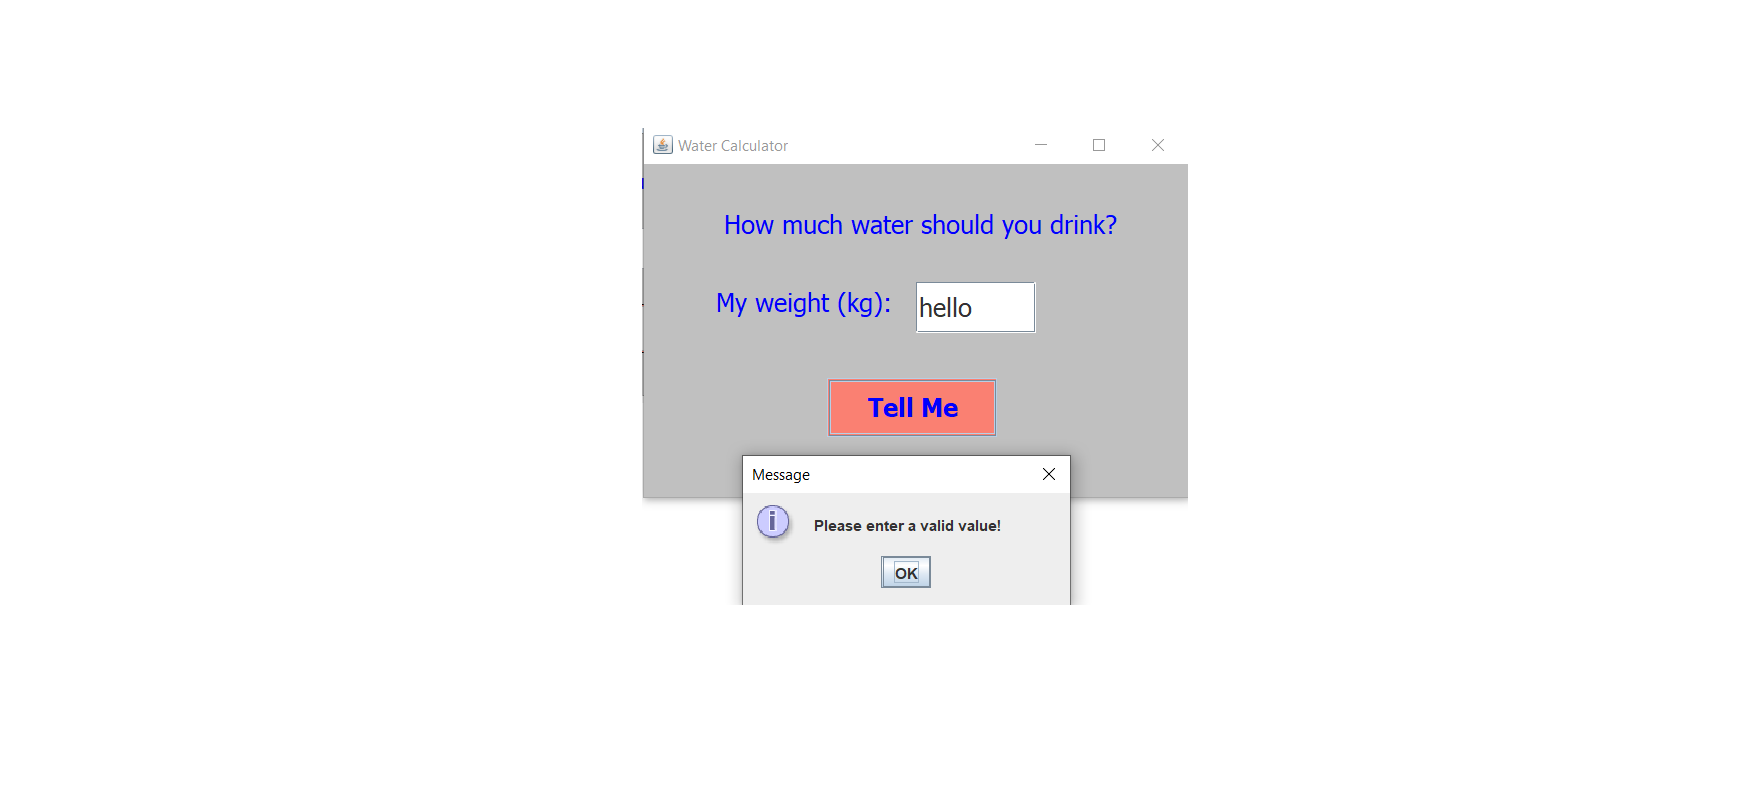 Water Calculator
How much water should you drink?
My weight (kg): hello
Tell Me
Message
i Please enter a valid value!
OK